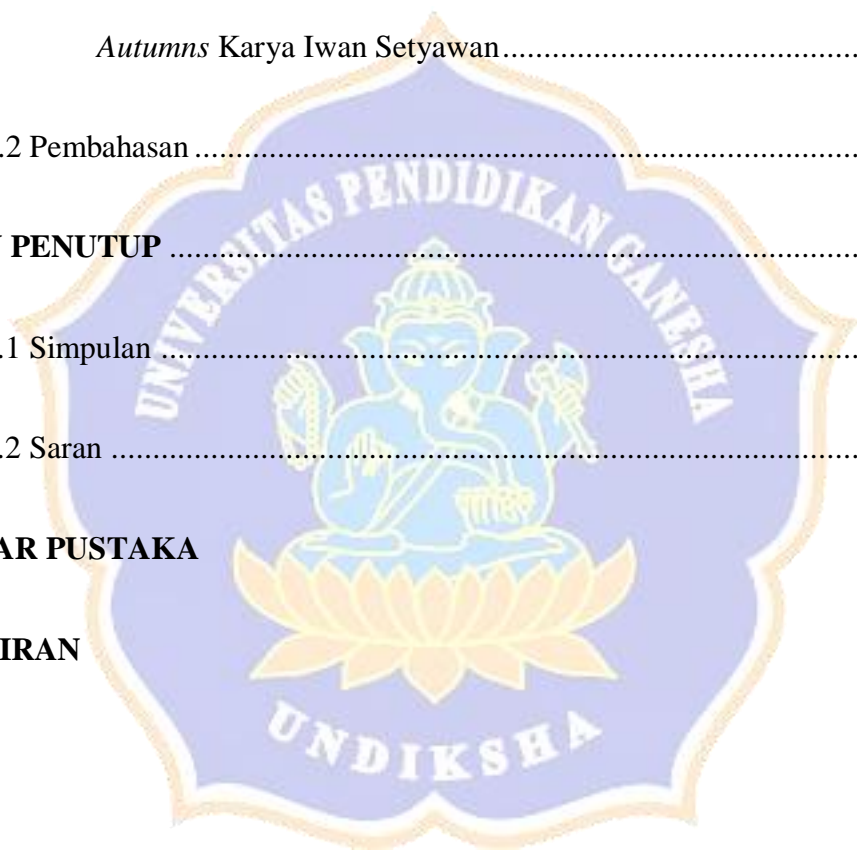 Autumns Karya Iwan Setyawan..............................................
.2 Pembahasan ........................................................................................
PENUTUP ............................................................................................
.1 Simpulan .............................................................................................
.2 Saran ...................................................................................................
AR PUSTAKA
IRAN
UNIVERSITAS PENDIDIKAN GANESHA
UNDIKSHA